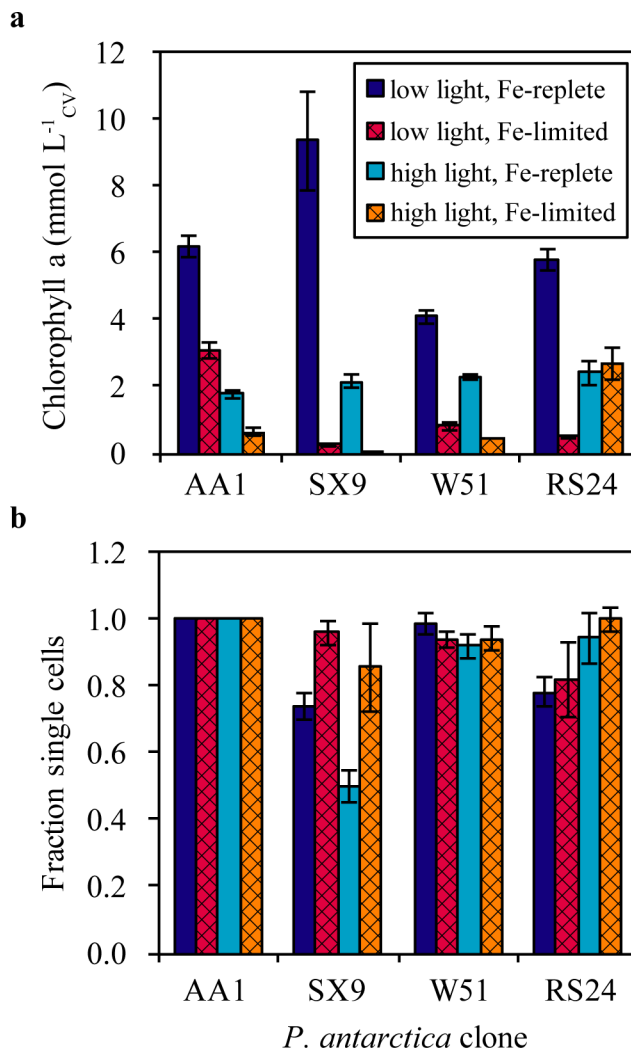 a
Chlorophyll a (mmol L⁻¹CV)
12
10
8
6
4
2
0
low light, Fe-replete
low light, Fe-limited
high light, Fe-replete
high light, Fe-limited
AA1 SX9 W51 RS24
b
Fraction single cells
1.2
1.0
0.8
0.6
0.4
0.2
0.0
AA1 SX9 W51 RS24
P. antarctica clone